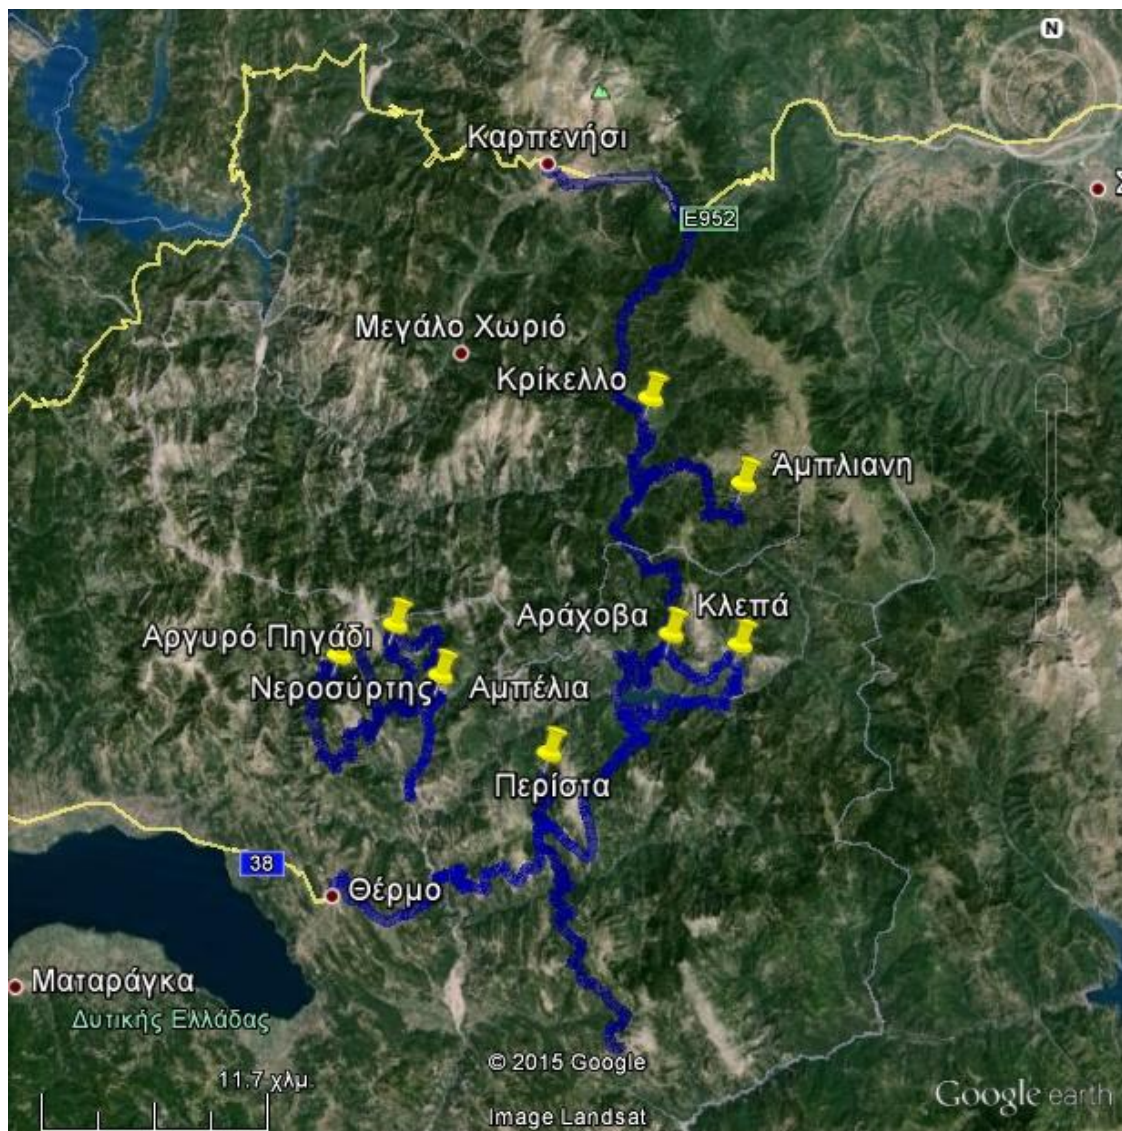 N
Καρπενήσι
Σ
E952
Μεγάλο Χωριό
Κρίκελλο
Άμπλιανη
Αράχοβα
Κλεπά
Αργυρό Πηγάδι
Νεροσύρτης
Αμπέλια
Περίστα
38
Θέρμο
Ματαράγκα
Δυτικής Ελλάδας
© 2015 Google
11.7 χλμ.
Google earth
Image Landsat